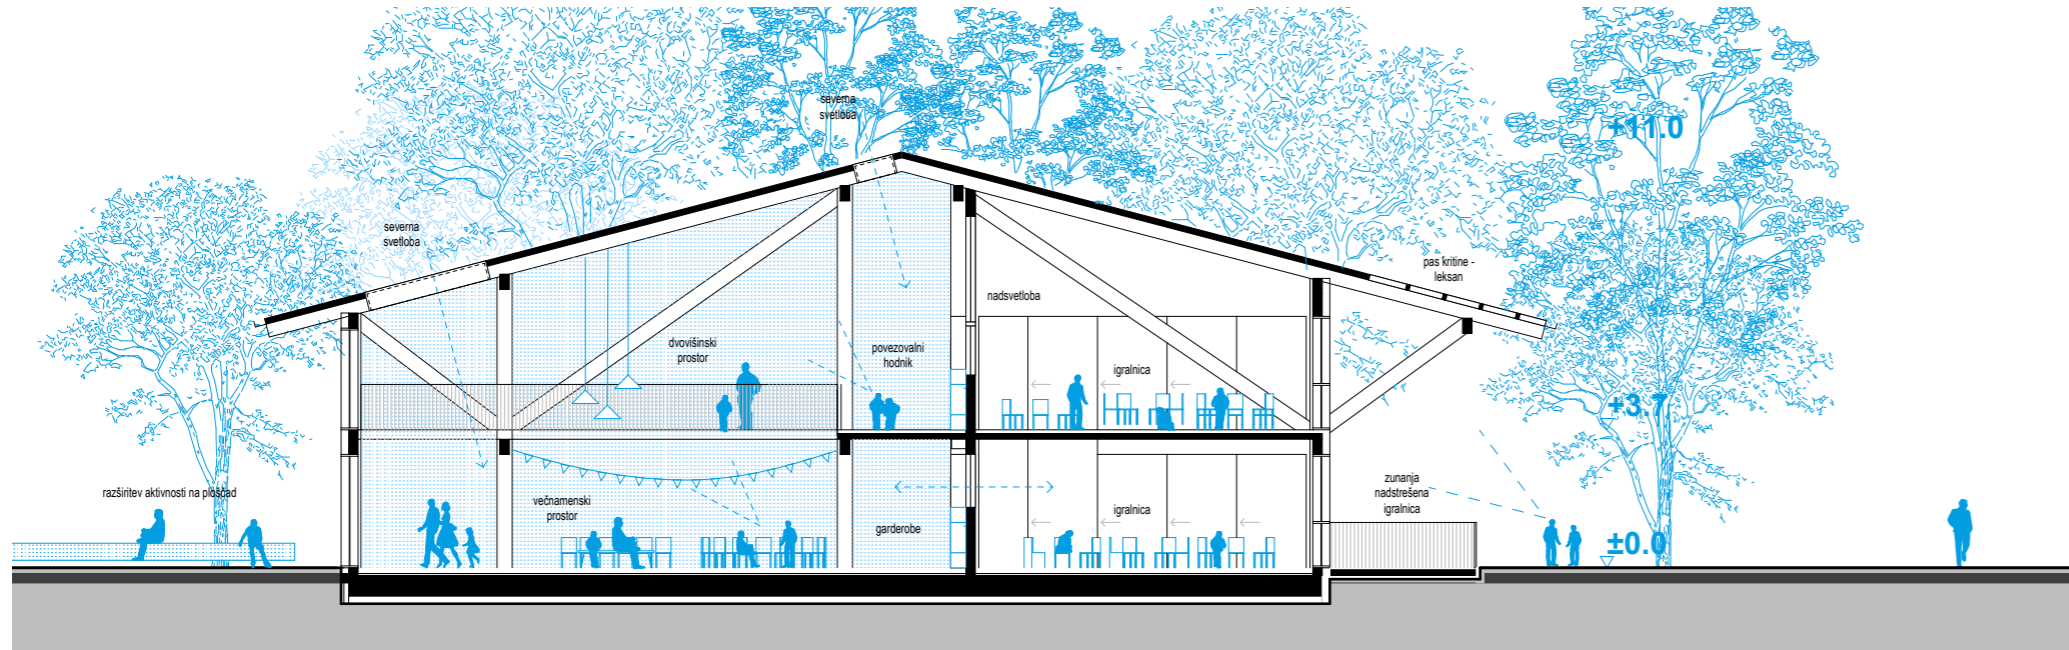 severna
svetloba
+11.0
severna
svetloba
pas kritine -
leksan
nadsvetloba
dvovišinski
prostor
povezovalni
hodnik
igralnica
+3.7
razširitev aktivnosti na ploščad
večnamenski
prostor
garderobe
igralnica
zunanja
nadstrešena
igralnica
±0.0